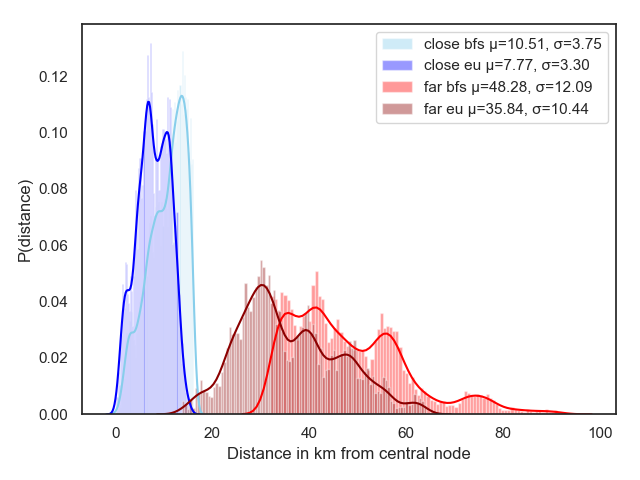 close bfs μ=10.51, σ=3.75
close eu μ=7.77, σ=3.30
far bfs μ=48.28, σ=12.09
far eu μ=35.84, σ=10.44
P(distance)
0.12
0.10
0.08
0.06
0.04
0.02
0.00
0 20 40 60 80 100
Distance in km from central node